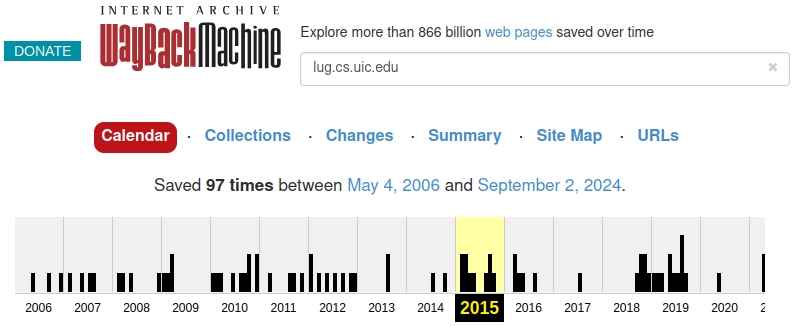 INTERNET ARCHIVE
WayBackMachine
DONATE
Explore more than 866 billion web pages saved over time
lug.cs.uic.edu ×
Calendar · Collections · Changes · Summary · Site Map · URLs
Saved 97 times between May 4, 2006 and September 2, 2024.
2006 2007 2008 2009 2010 2011 2012 2013 2014 2015 2016 2017 2018 2019 2020